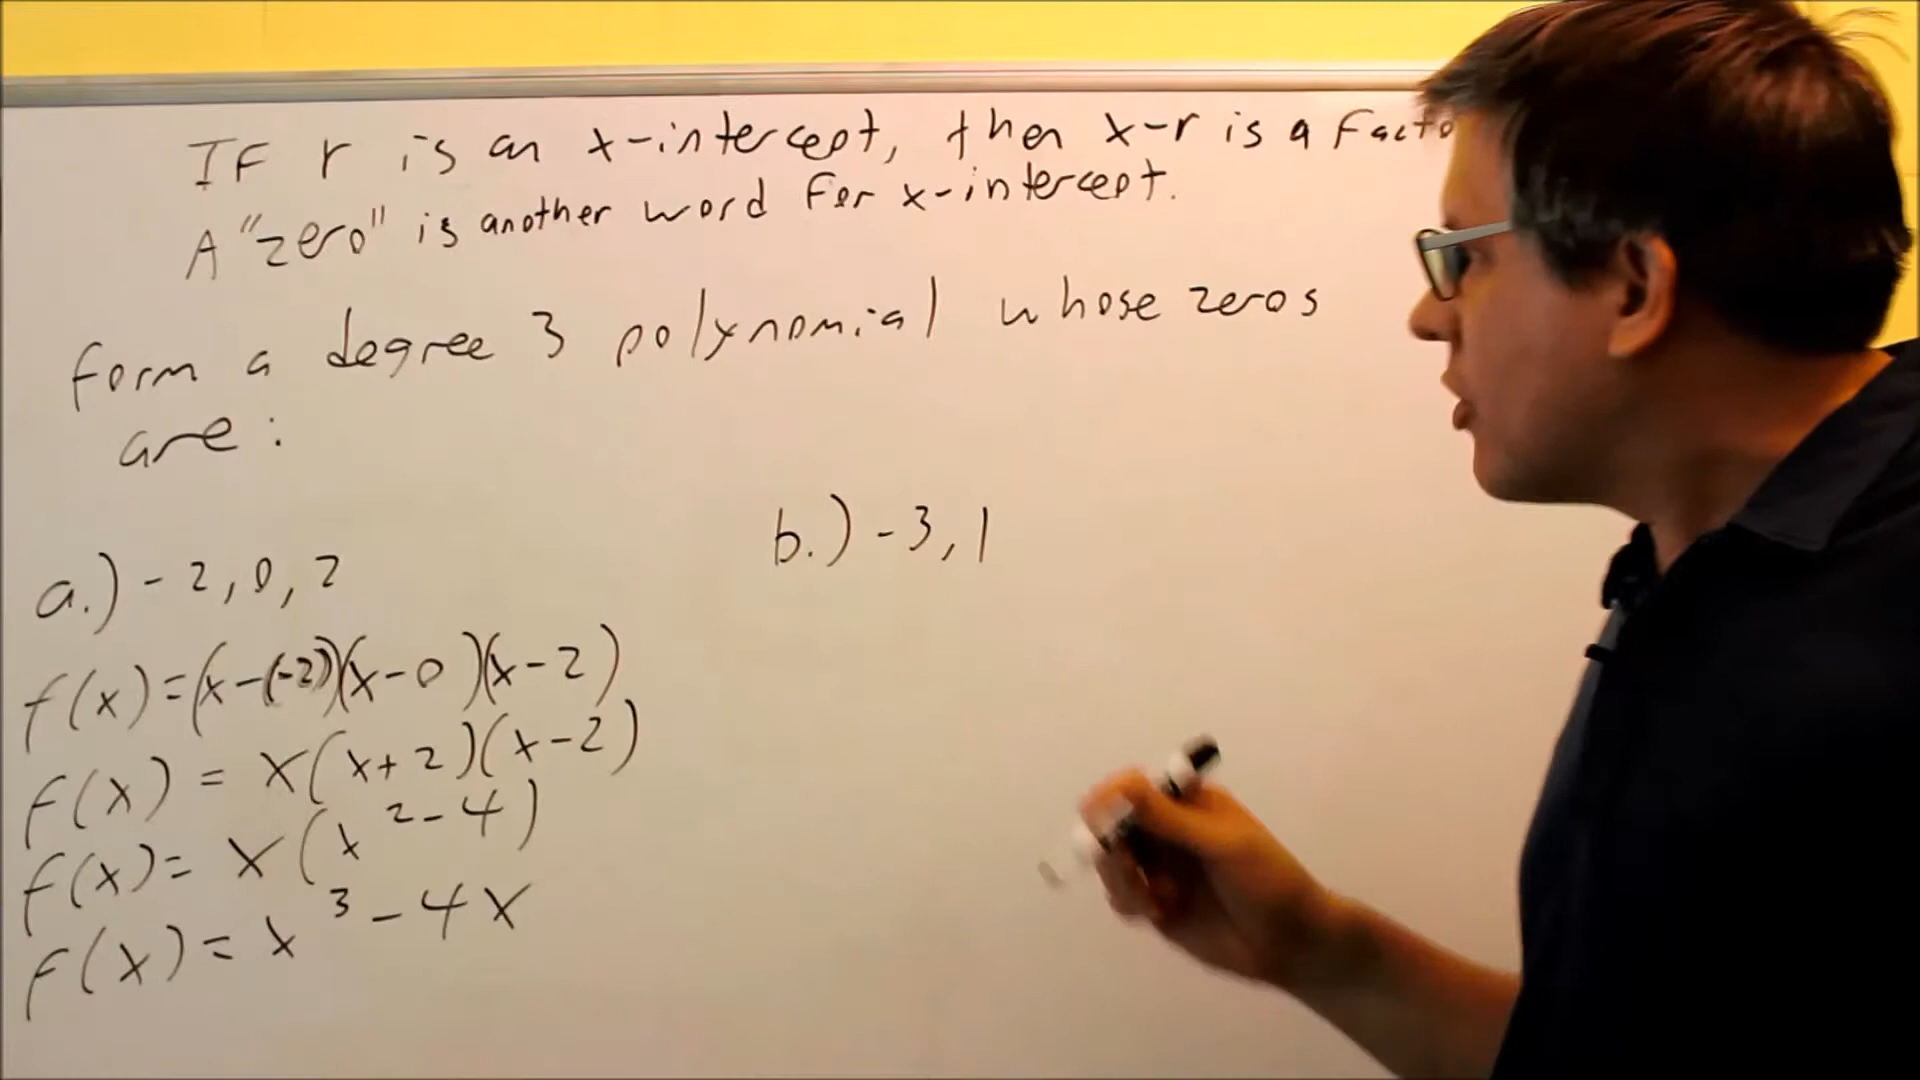 IF r is an x-intercept, then x-r is a Facto
A "zero" is another word for x-intercept.
Form a degree 3 polynomial whose zeros
are:
a.) -2, 0, 2
f(x)=(x-(-2))(x-0)(x-2)
f(x) = x(x+2)(x-2)
f(x)= x(x²-4)
f(x)= x³-4x
b.) -3, 1